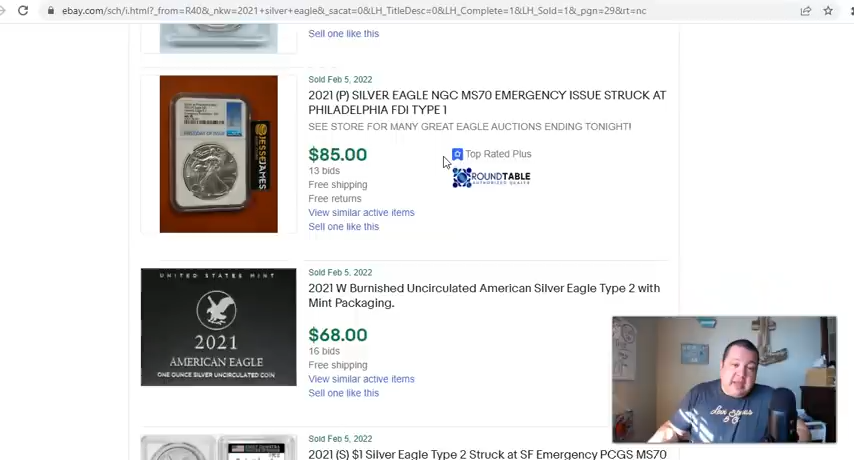 ebay.com/sch/i.html?_from=R40&_nkw=2021+silver+eagle&_sacat=0&LH_TitleDesc=0&LH_Complete=1&LH_Sold=1&_pgn=29&rt=nc
Sell one like this
Sold Feb 5, 2022
2021 (P) SILVER EAGLE NGC MS70 EMERGENCY ISSUE STRUCK AT
PHILADELPHIA FDI TYPE 1
SEE STORE FOR MANY GREAT EAGLE AUCTIONS ENDING TONIGHT!
$85.00
13 bids
Free shipping
Free returns
View similar active items
Sell one like this
Top Rated Plus
ROUNDTABLE
JESSE JAMES
Sold Feb 5, 2022
2021 W Burnished Uncirculated American Silver Eagle Type 2 with
Mint Packaging.
$68.00
16 bids
Free shipping
View similar active items
Sell one like this
UNITED STATES MINT
2021
AMERICAN EAGLE
ONE OUNCE SILVER UNCIRCULATED COIN
Sold Feb 5, 2022
2021 (S) $1 Silver Eagle Type 2 Struck at SF Emergency PCGS MS70